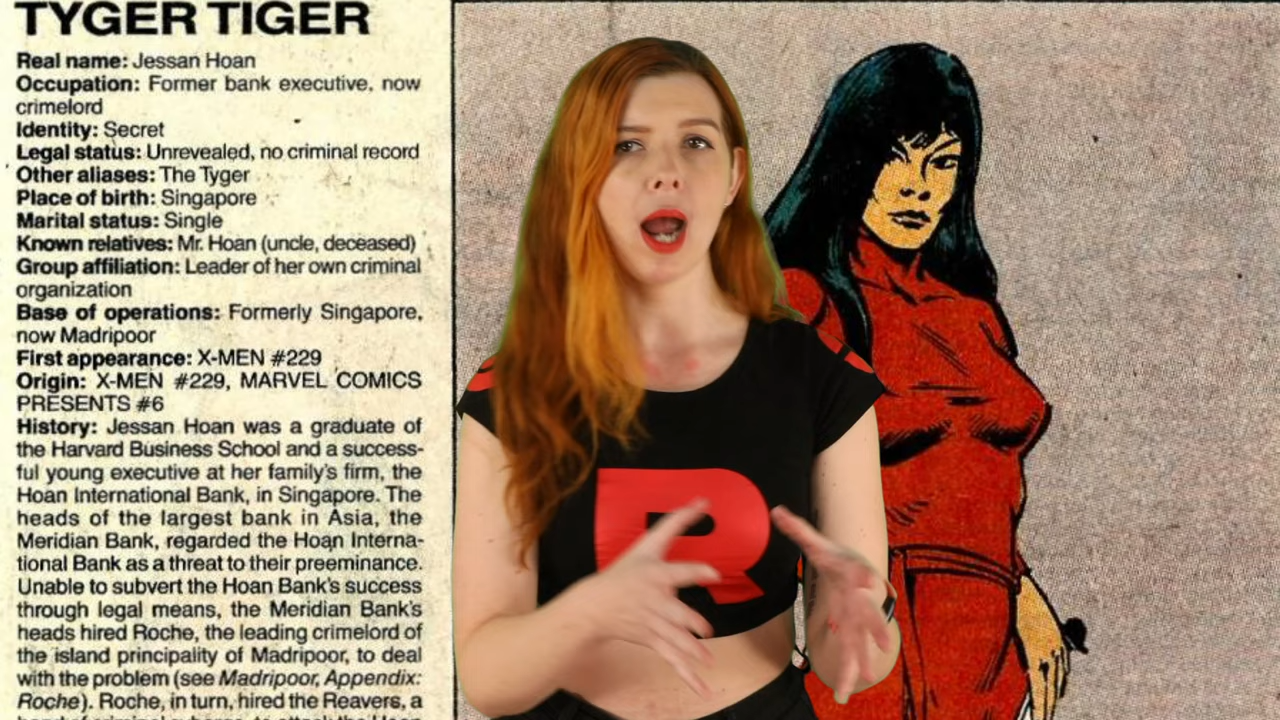 TYGER TIGER
Real name: Jessan Hoan
Occupation: Former bank executive, now
crimelord
Identity: Secret
Legal status: Unrevealed, no criminal record
Other aliases: The Tyger
Place of birth: Singapore
Marital status: Single
Known relatives: Mr. Hoan (uncle, deceased)
Group affiliation: Leader of her own criminal
organization
Base of operations: Formerly Singapore,
now Madripoor
First appearance: X-MEN #229
Origin: X-MEN #229, MARVEL COMICS
PRESENTS #6
History: Jessan Hoan was a graduate of
the Harvard Business School and a success-
ful young executive at her family's firm, the
Hoan International Bank, in Singapore. The
heads of the largest bank in Asia, the
Meridian Bank, regarded the Hoan Interna-
tional Bank as a threat to their preeminance.
Unable to subvert the Hoan Bank's success
through legal means, the Meridian Bank's
heads hired Roche, the leading crimelord of
the island principality of Madripoor, to deal
with the problem (see Madripoor, Appendix:
Roche). Roche, in turn, hired the Reavers, a
R